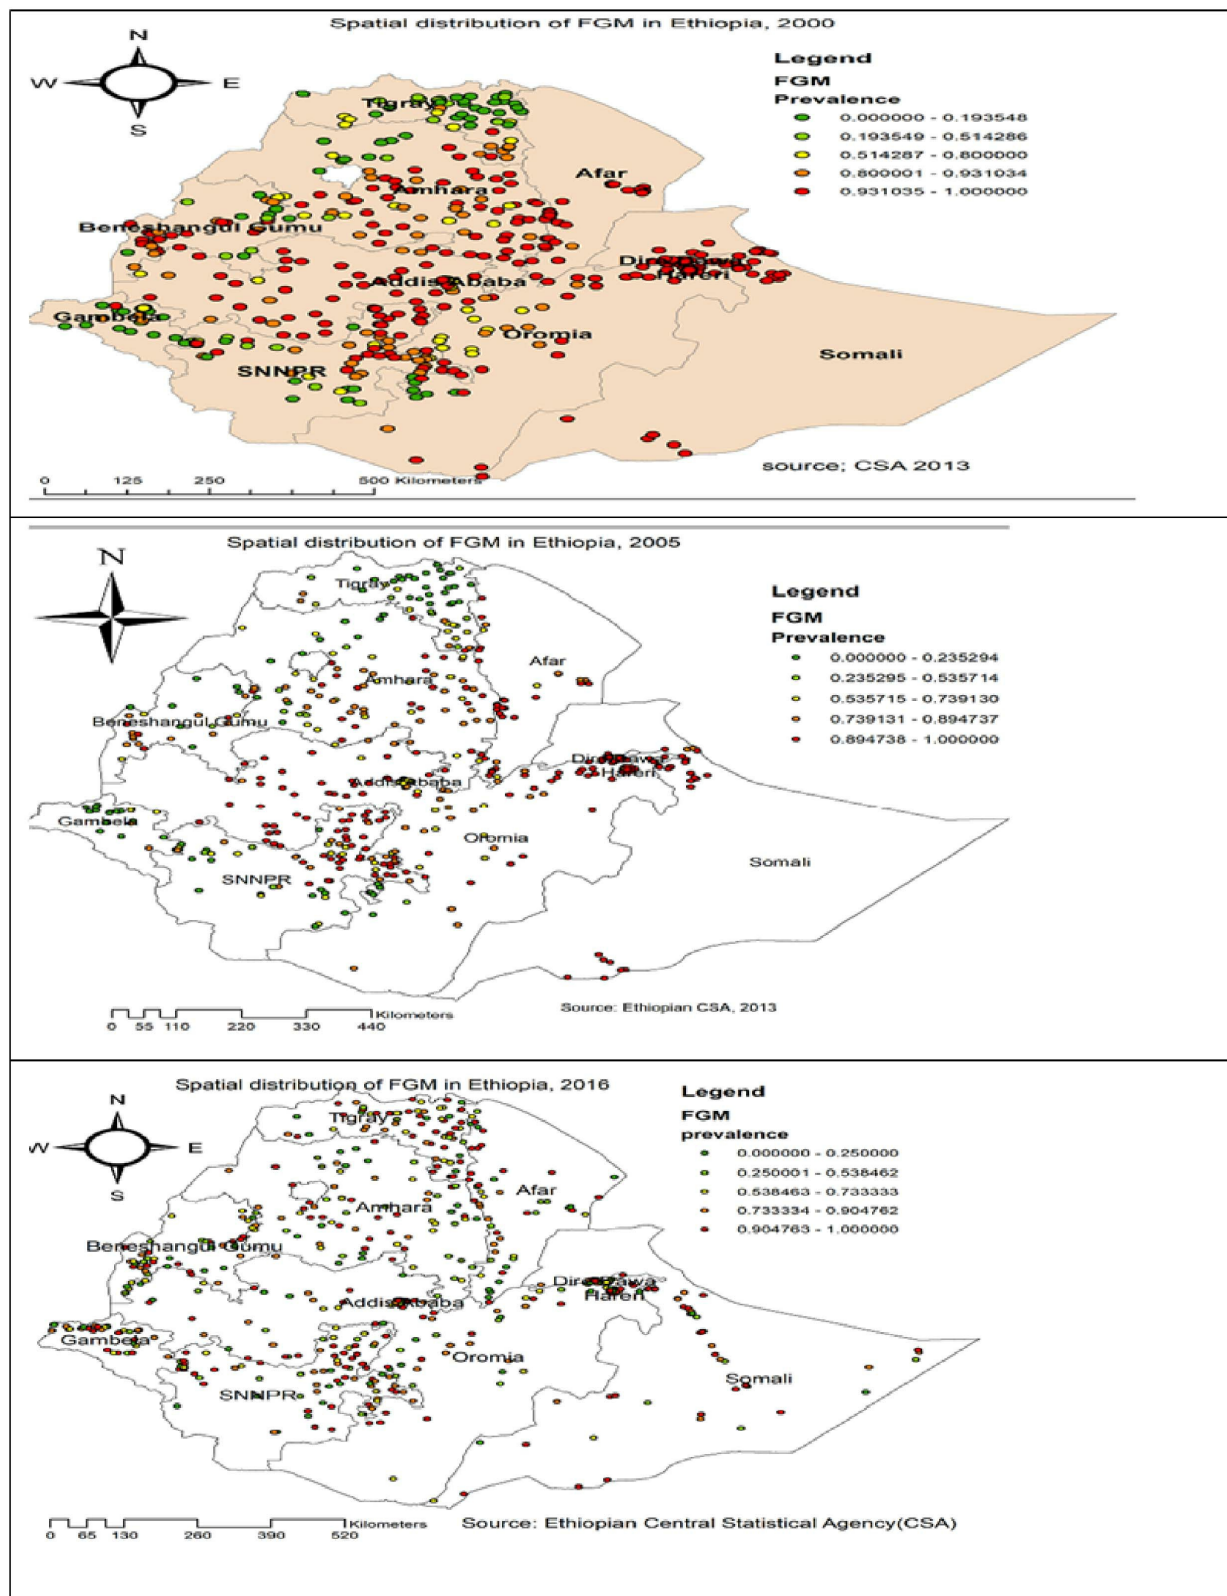 Spatial distribution of FGM in Ethiopia, 2000
N
W E
S
Legend
FGM
Prevalence
0.000000 - 0.193548
0.193549 - 0.514286
0.514287 - 0.800000
0.800001 - 0.931034
0.931035 - 1.000000
Tigray
Afar
Amhara
Beneshangul Gumu
Dire Dawa
Hareri
Addis Ababa
Gambela
Oromia
Somali
SNNPR
source; CSA 2013
0 125 250 500 Kilometers
Spatial distribution of FGM in Ethiopia, 2005
N
Legend
FGM
Prevalence
0.000000 - 0.235294
0.235295 - 0.535714
0.535715 - 0.739130
0.739131 - 0.894737
0.894738 - 1.000000
Tigray
Afar
Amhara
Beneshangul Gumu
Dire Dawa
Hareri
Addis Ababa
Gambela
Oromia
Somali
SNNPR
Source: Ethiopian CSA, 2013
Kilometers
0 55 110 220 330 440
Spatial distribution of FGM in Ethiopia, 2016
N
W E
S
Legend
FGM
prevalence
0.000000 - 0.250000
0.250001 - 0.538462
0.538463 - 0.733333
0.733334 - 0.904762
0.904763 - 1.000000
Tigray
Afar
Amhara
Beneshangul Gumu
Dire Dawa
Hareri
Addis Ababa
Gambela
Oromia
Somali
SNNPR
Kilometers
0 65 130 260 390 520
Source: Ethiopian Central Statistical Agency(CSA)